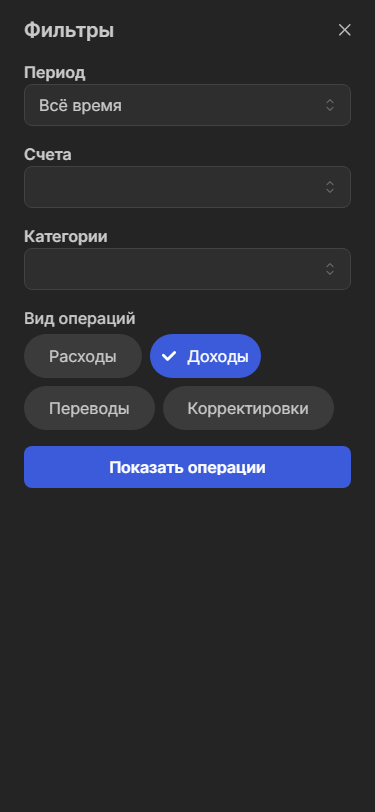 Фильтры
Период
Всё время
Счета
Категории
Вид операций
Расходы
Доходы
Переводы
Корректировки
Показать операции